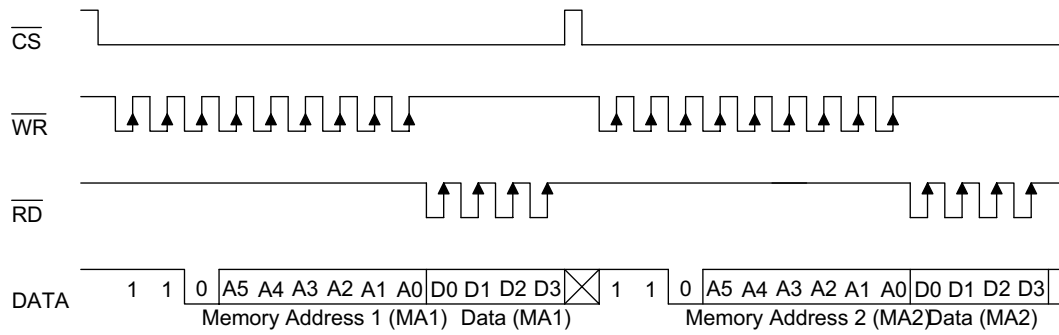 CS
WR
RD
DATA 1 1 0 A5 A4 A3 A2 A1 A0 D0 D1 D2 D3 1 1 0 A5 A4 A3 A2 A1 A0 D0 D1 D2 D3
Memory Address 1 (MA1) Data (MA1) Memory Address 2 (MA2) Data (MA2)